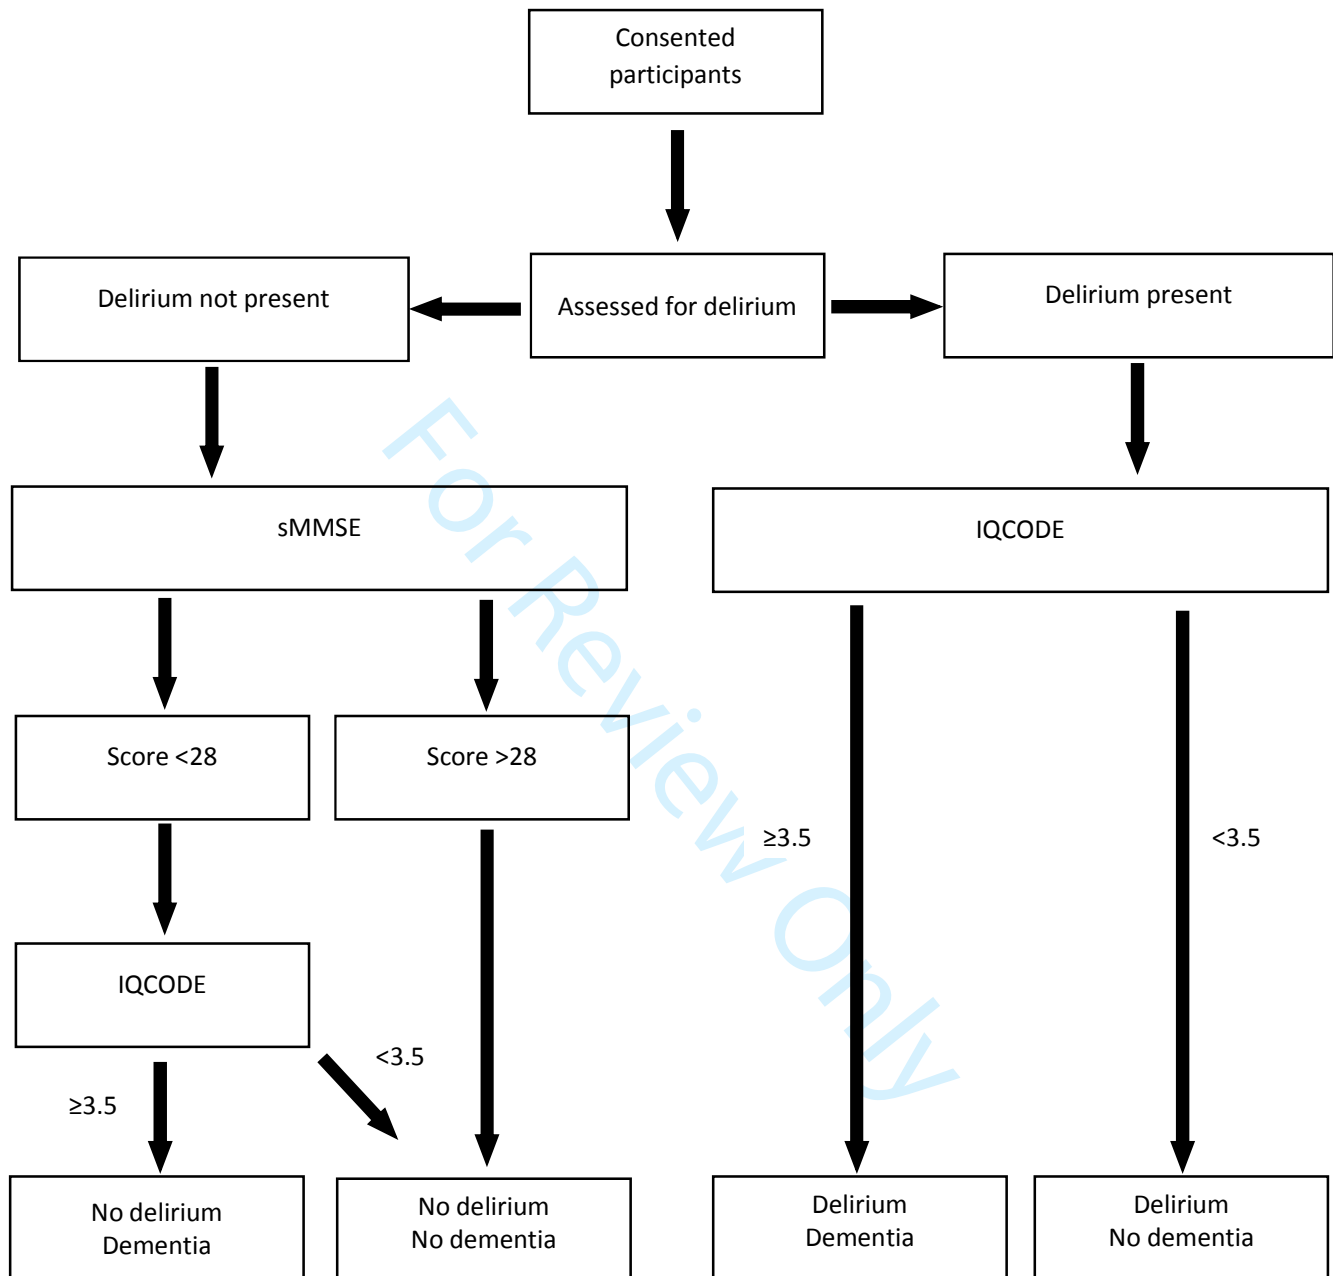 Consented
participants
Delirium not present
Assessed for delirium
Delirium present
sMMSE
IQCODE
Score <28
Score >28
≥3.5
<3.5
IQCODE
<3.5
≥3.5
No delirium
Dementia
No delirium
No dementia
Delirium
Dementia
Delirium
No dementia
For Review Only